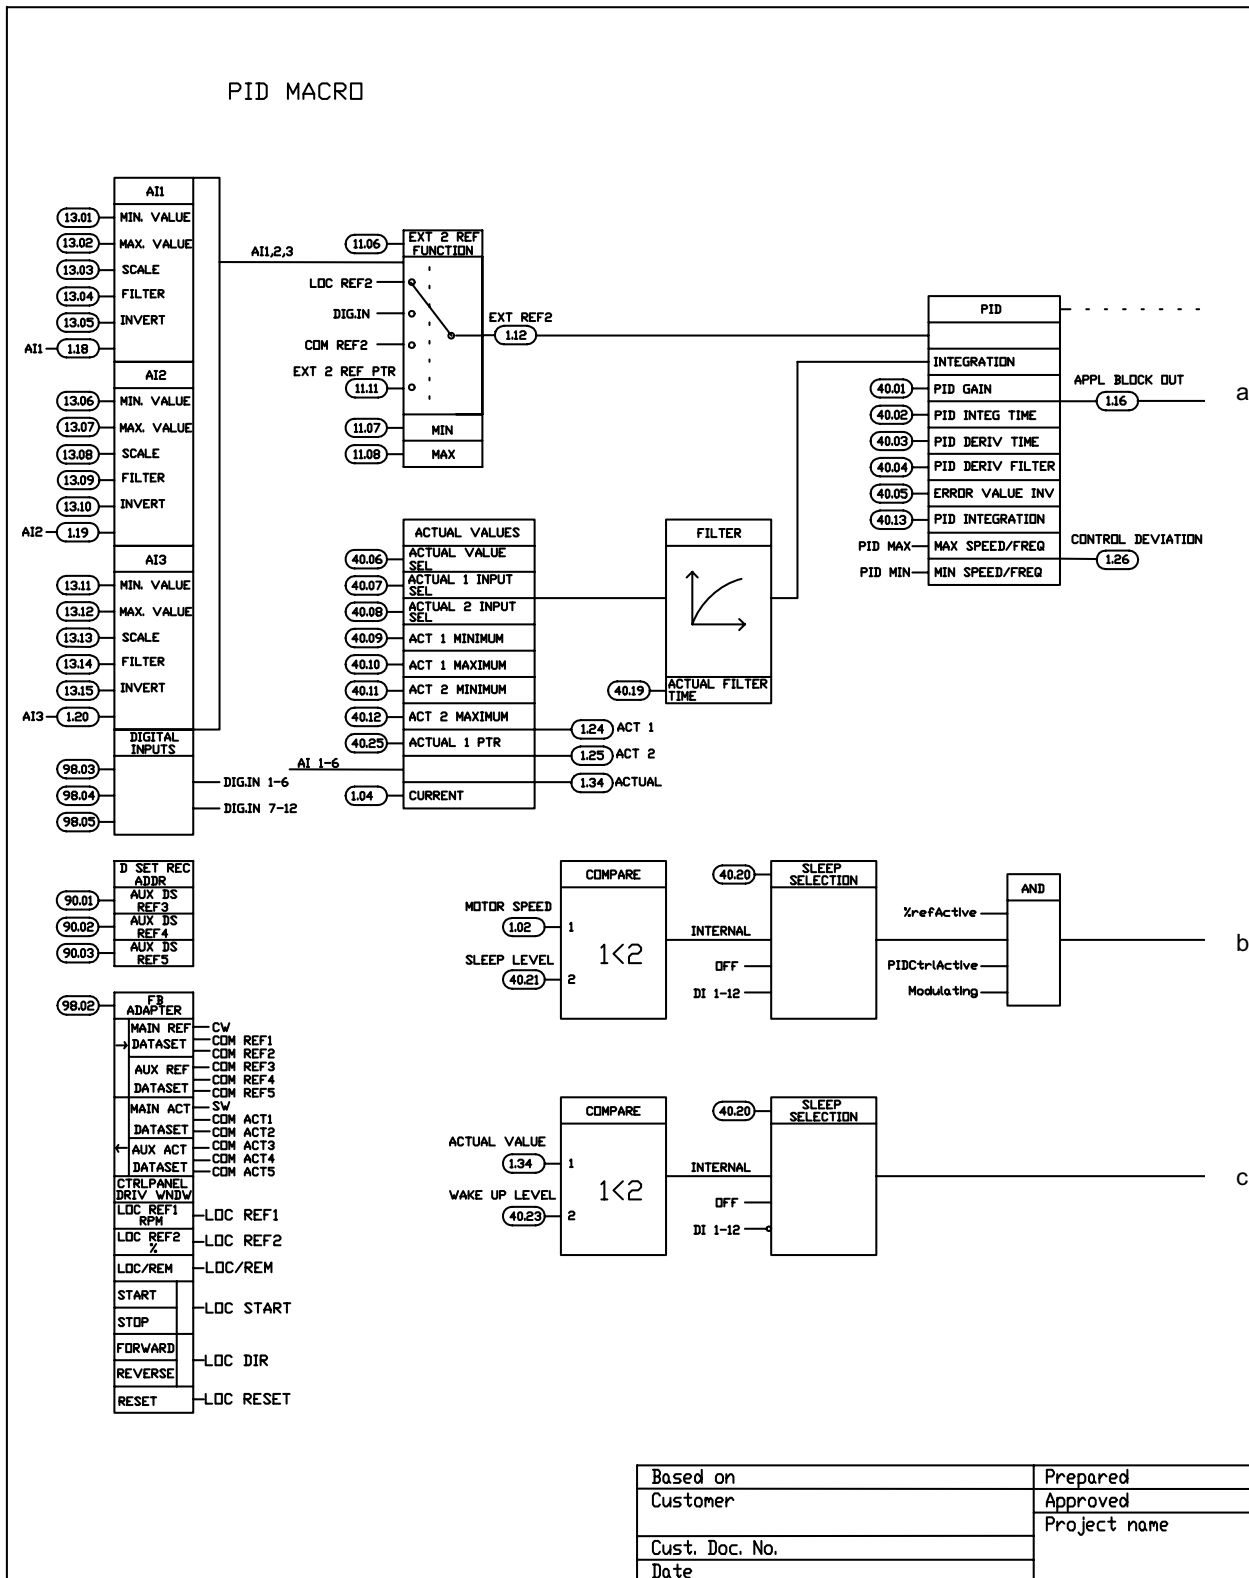 PID MACRO
AI1
13.01 MIN. VALUE
13.02 MAX. VALUE
13.03 SCALE
13.04 FILTER
13.05 INVERT
AI1 1.18
AI2
13.06 MIN. VALUE
13.07 MAX. VALUE
13.08 SCALE
13.09 FILTER
13.10 INVERT
AI2 1.19
AI3
13.11 MIN. VALUE
13.12 MAX. VALUE
13.13 SCALE
13.14 FILTER
13.15 INVERT
AI3 1.20
DIGITAL
INPUTS
98.03
98.04
98.05
DIG.IN 1-6
DIG.IN 7-12
AI1,2,3
11.06 EXT 2 REF
FUNCTION
LOC REF2
DIG.IN
COM REF2
EXT 2 REF PTR
11.11
11.07 MIN
11.08 MAX
EXT REF2
1.12
PID
INTEGRATION
40.01 PID GAIN
40.02 PID INTEG TIME
40.03 PID DERIV TIME
40.04 PID DERIV FILTER
40.05 ERROR VALUE INV
40.13 PID INTEGRATION
PID MAX MAX SPEED/FREQ
PID MIN MIN SPEED/FREQ
APPL BLOCK OUT
1.16
a
CONTROL DEVIATION
1.26
ACTUAL VALUES
40.06 ACTUAL VALUE
SEL
40.07 ACTUAL 1 INPUT
SEL
40.08 ACTUAL 2 INPUT
SEL
40.09 ACT 1 MINIMUM
40.10 ACT 1 MAXIMUM
40.11 ACT 2 MINIMUM
40.12 ACT 2 MAXIMUM
40.25 ACTUAL 1 PTR
AI 1-6
1.04 CURRENT
1.24 ACT 1
1.25 ACT 2
1.34 ACTUAL
FILTER
40.19 ACTUAL FILTER
TIME
D SET REC
ADDR
90.01 AUX DS
REF3
90.02 AUX DS
REF4
90.03 AUX DS
REF5
COMPARE
MOTOR SPEED
1.02 1
1<2
SLEEP LEVEL
40.21 2
40.20 SLEEP
SELECTION
INTERNAL
OFF
DI 1-12
AND
%refActive
PIDCtrlActive
Modulating
b
98.02 FB
ADAPTER
MAIN REF CW
DATASET COM REF1
COM REF2
AUX REF COM REF3
COM REF4
DATASET COM REF5
MAIN ACT SW
COM ACT1
DATASET COM ACT2
AUX ACT COM ACT3
COM ACT4
DATASET COM ACT5
CTRLPANEL
DRIV WNDW
LOC REF1
RPM LOC REF1
LOC REF2
% LOC REF2
LOC/REM LOC/REM
START
LOC START
STOP
FORWARD
LOC DIR
REVERSE
RESET LOC RESET
COMPARE
ACTUAL VALUE
1.34 1
1<2
WAKE UP LEVEL
40.23 2
40.20 SLEEP
SELECTION
INTERNAL
OFF
DI 1-12
c
Based on
Prepared
Customer
Approved
Project name
Cust. Doc. No.
Date